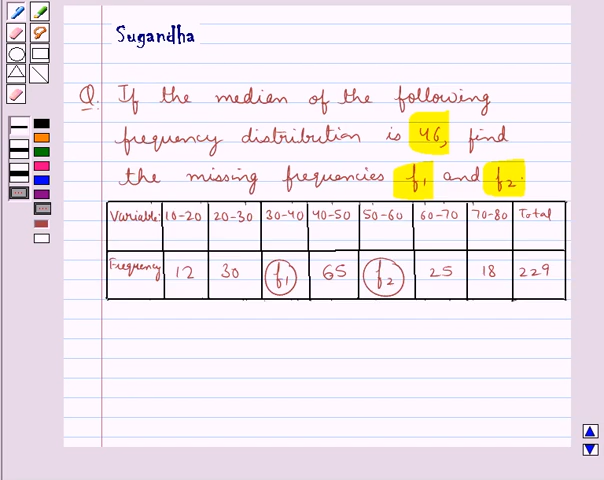 Sugandha
Q. If the median of the following
frequency distribution is 46, find
the missing frequencies f₁ and f₂.
Variable: 10-20 20-30 30-40 40-50 50-60 60-70 70-80 Total
Frequency 12 30 f₁ 65 f₂ 25 18 229